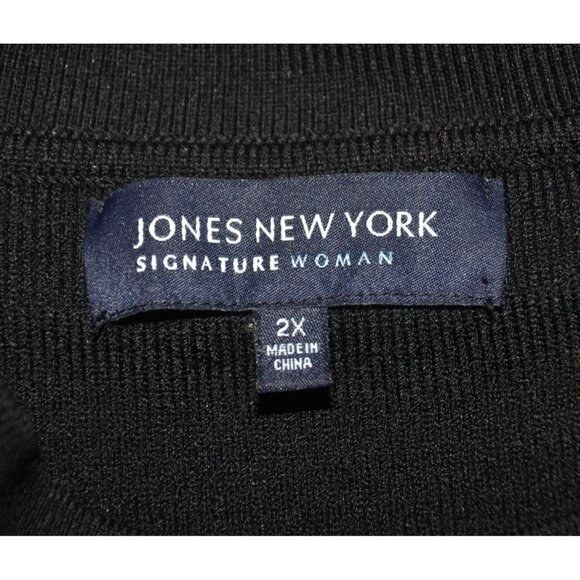 JONES NEW YORK
SIGNATURE WOMAN
2X
MADE IN
CHINA